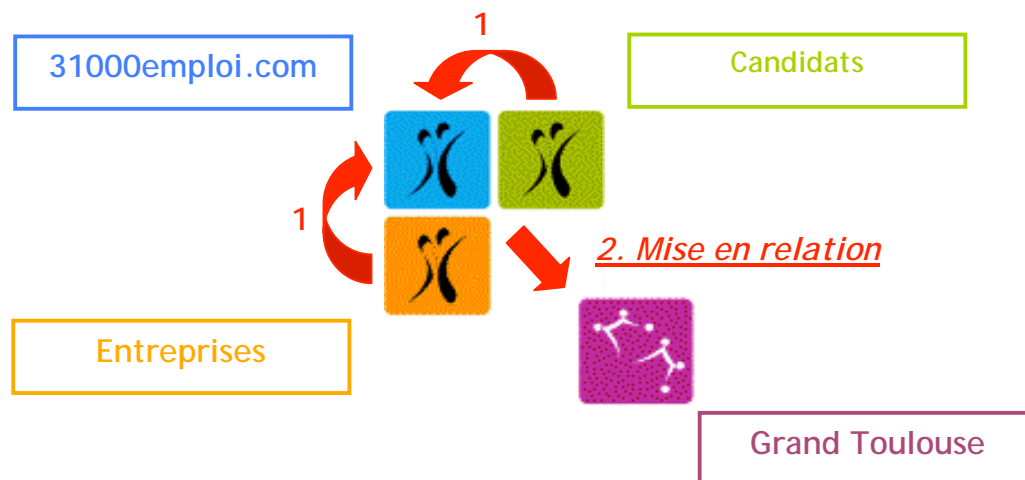 1
31000emploi.com
Candidats
1
2. Mise en relation
Entreprises
Grand Toulouse